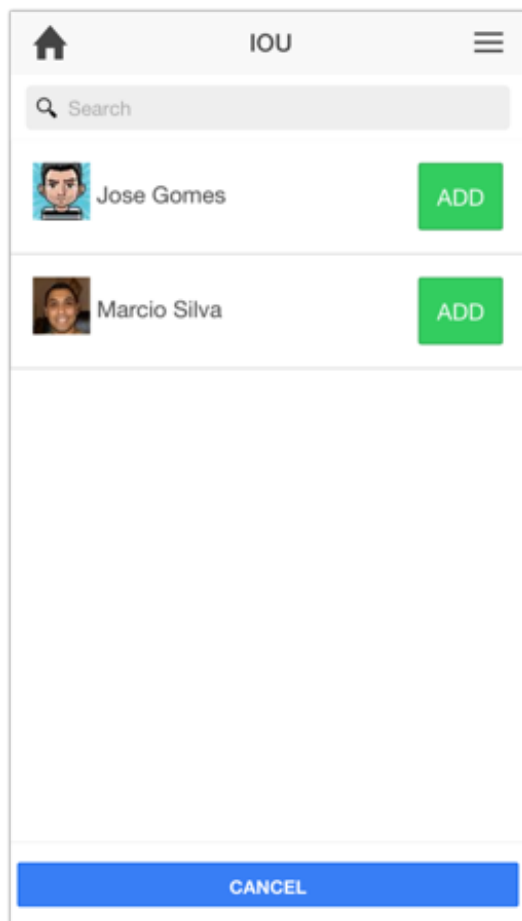 IOU
Search
Jose Gomes
ADD
Marcio Silva
ADD
CANCEL